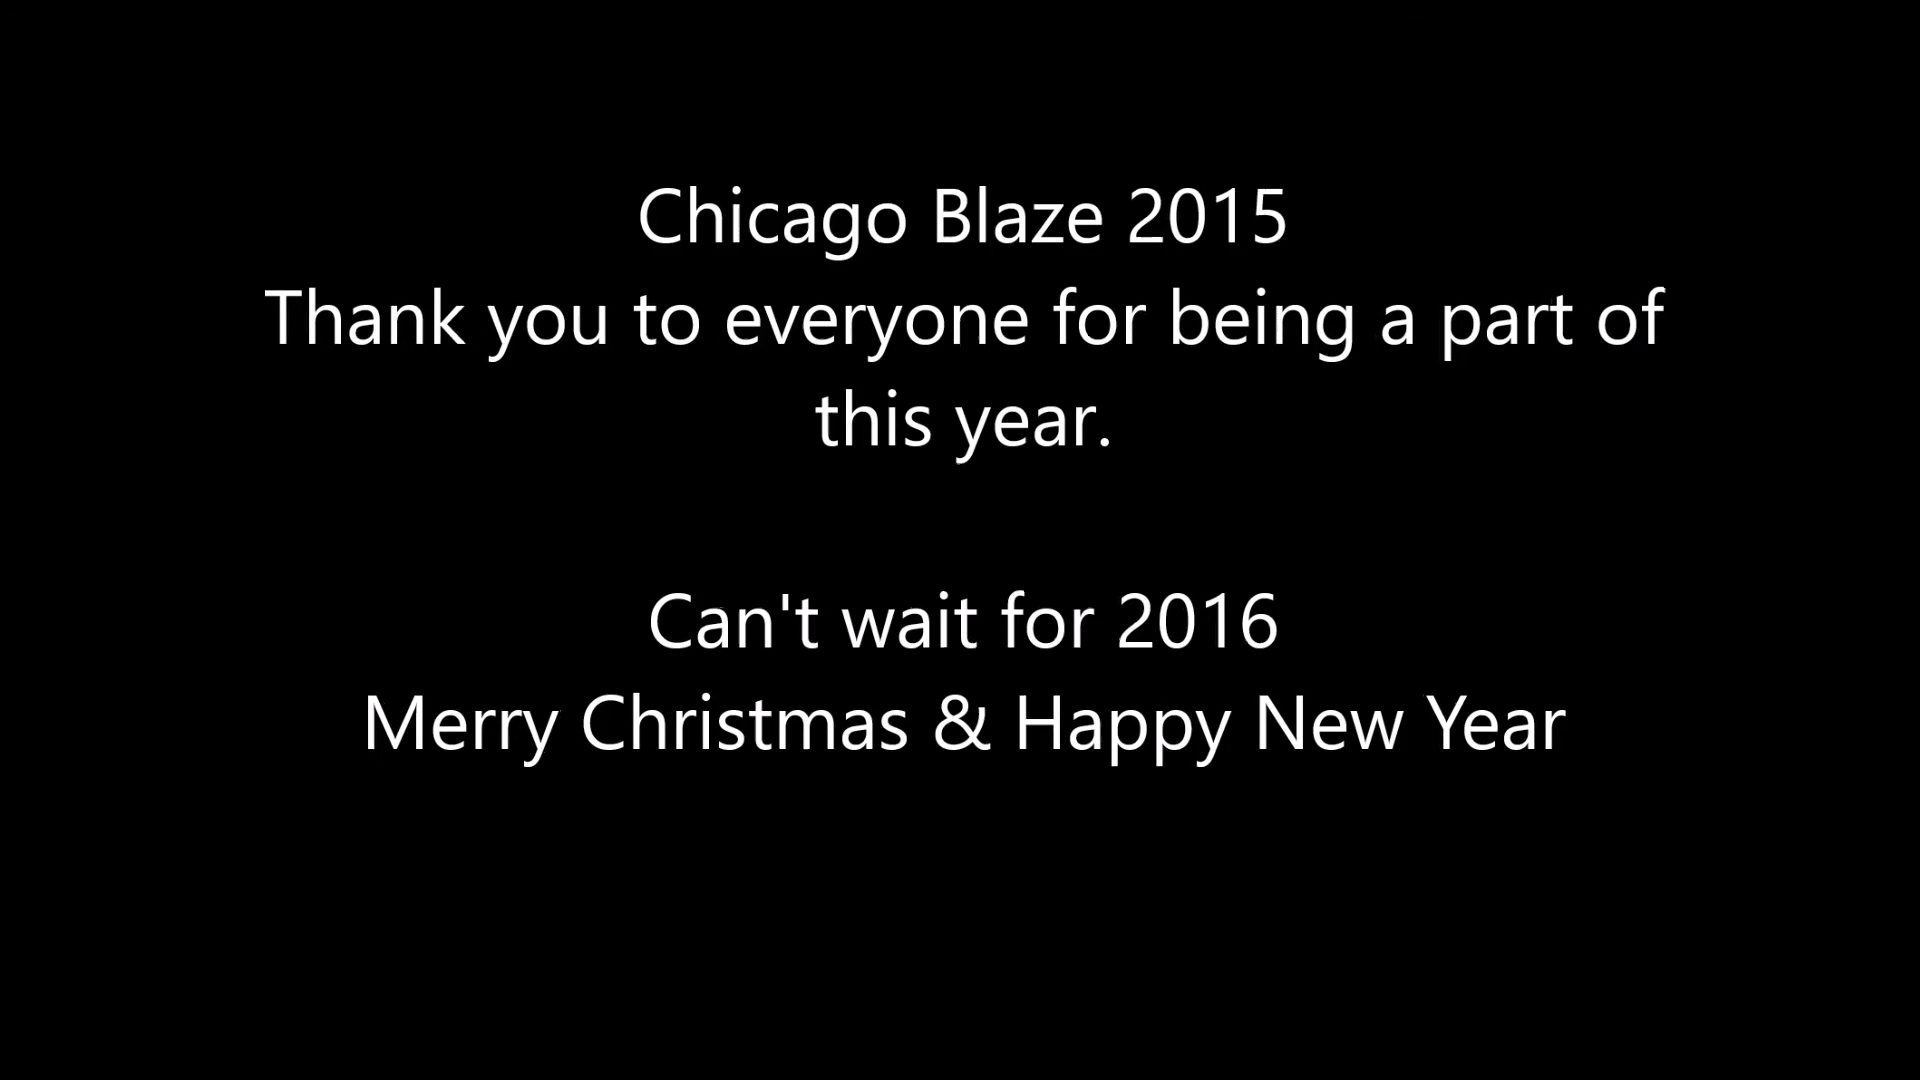 Chicago Blaze 2015
Thank you to everyone for being a part of
this year.
Can't wait for 2016
Merry Christmas & Happy New Year